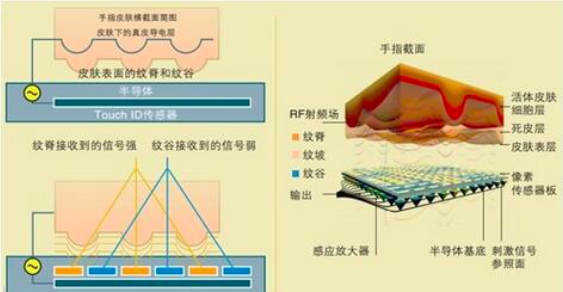 手指皮肤横截面简图
皮肤下的真皮导电层
皮肤表面的纹脊和纹谷
半导体
Touch ID传感器
纹脊接收到的信号强
纹谷接收到的信号弱
手指截面
RF射频场
纹脊
纹坡
纹谷
输出
活体皮肤
细胞层
死皮层
皮肤表层
像素
传感器板
感应放大器
半导体基底
刺激信号
参照面